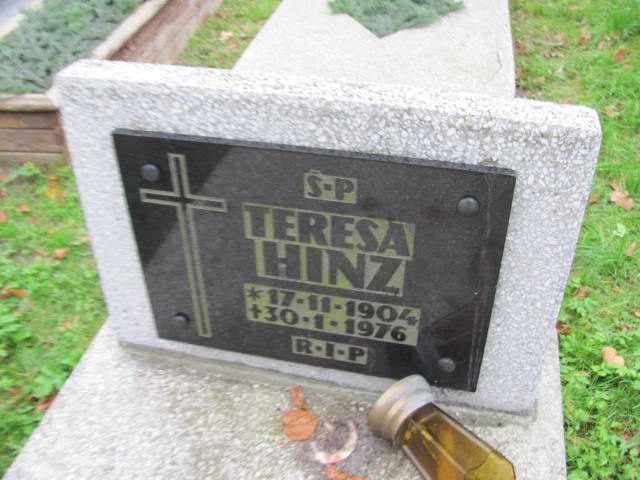 Ś-P
TERESA
HINZ
*17-11-1904
+30-1-1976
R-I-P